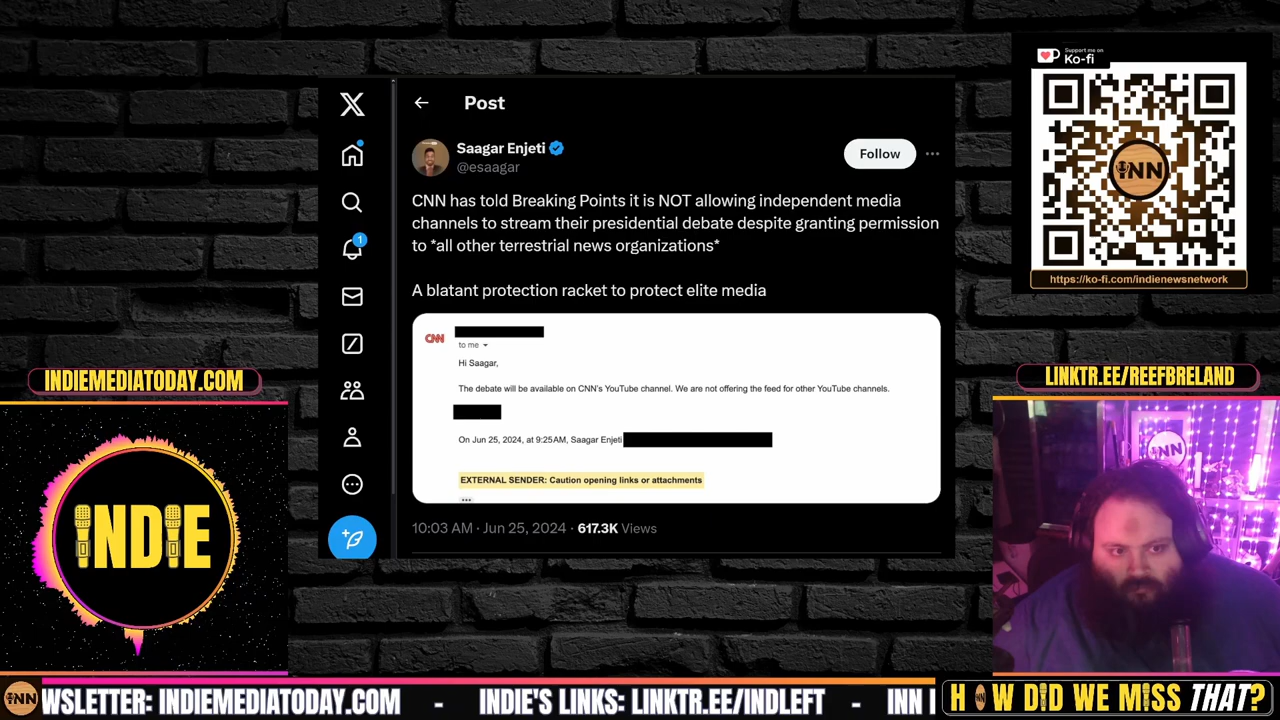 Post
Saagar Enjeti
@esaagar
Follow
CNN has told Breaking Points it is NOT allowing independent media
channels to stream their presidential debate despite granting permission
to *all other terrestrial news organizations*
A blatant protection racket to protect elite media
CNN
to me
Hi Saagar,
The debate will be available on CNN's YouTube channel. We are not offering the feed for other YouTube channels.
On Jun 25, 2024, at 9:25AM, Saagar Enjeti
EXTERNAL SENDER: Caution opening links or attachments
10:03 AM · Jun 25, 2024 · 617.3K Views
1
Support me on
Ko-fi
INN
https://ko-fi.com/indienewsnetwork
INDIEMEDIATODAY.COM
INDIE
LINKTR.EE/REEFBRELAND
INN
INN WSLETTER: INDIEMEDIATODAY.COM - INDIE'S LINKS: LINKTR.EE/INDLEFT - INN
HOW DID WE MISS THAT?